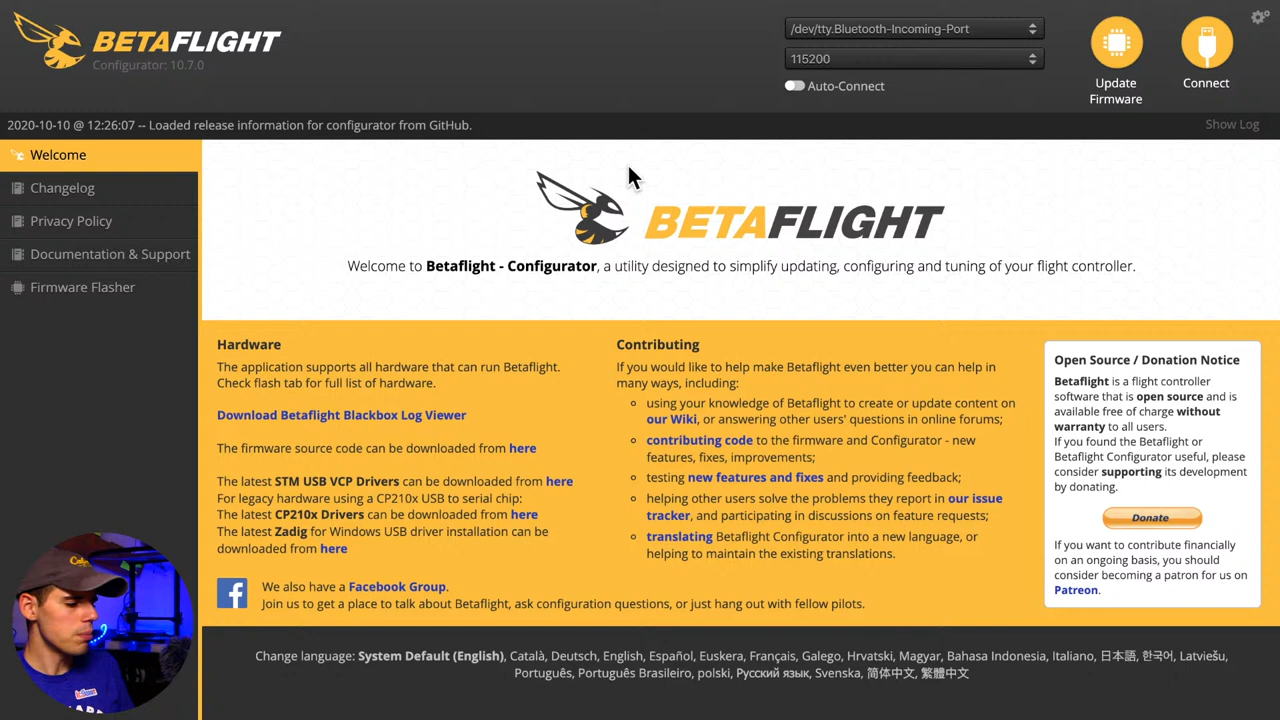 BETAFLIGHT
Configurator: 10.7.0
/dev/tty.Bluetooth-Incoming-Port
115200
Auto-Connect
Update
Firmware
Connect
2020-10-10 @ 12:26:07 -- Loaded release information for configurator from GitHub.
Show Log
Welcome
Changelog
Privacy Policy
Documentation & Support
Firmware Flasher
BETAFLIGHT
Welcome to Betaflight - Configurator, a utility designed to simplify updating, configuring and tuning of your flight controller.
Hardware
The application supports all hardware that can run Betaflight.
Check flash tab for full list of hardware.
Download Betaflight Blackbox Log Viewer
The firmware source code can be downloaded from here
The latest STM USB VCP Drivers can be downloaded from here
For legacy hardware using a CP210x USB to serial chip:
The latest CP210x Drivers can be downloaded from here
The latest Zadig for Windows USB driver installation can be
downloaded from here
We also have a Facebook Group.
Join us to get a place to talk about Betaflight, ask configuration questions, or just hang out with fellow pilots.
Contributing
If you would like to help make Betaflight even better you can help in
many ways, including:
using your knowledge of Betaflight to create or update content on
our Wiki, or answering other users' questions in online forums;
contributing code to the firmware and Configurator - new
features, fixes, improvements;
testing new features and fixes and providing feedback;
helping other users solve the problems they report in our issue
tracker, and participating in discussions on feature requests;
translating Betaflight Configurator into a new language, or
helping to maintain the existing translations.
Open Source / Donation Notice
Betaflight is a flight controller
software that is open source and is
available free of charge without
warranty to all users.
If you found the Betaflight or
Betaflight Configurator useful, please
consider supporting its development
by donating.
Donate
If you want to contribute financially
on an ongoing basis, you should
consider becoming a patron for us on
Patreon.
Change language: System Default (English), Català, Deutsch, English, Español, Euskera, Français, Galego, Hrvatski, Magyar, Bahasa Indonesia, Italiano, 日本語, 한국어, Latviešu,
Português, Português Brasileiro, polski, Русский язык, Svenska, 简体中文, 繁體中文